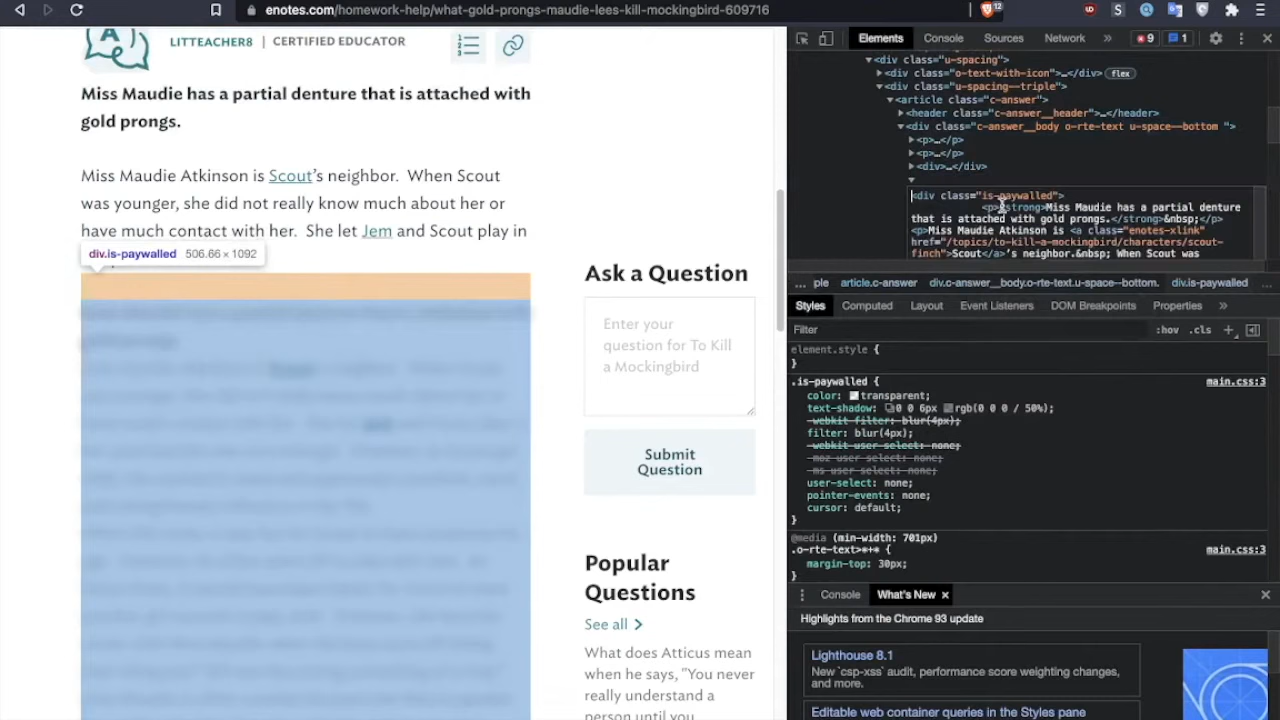 enotes.com/homework-help/what-gold-prongs-maudie-lees-kill-mockingbird-609716
12
LITTEACHER8 | CERTIFIED EDUCATOR
Miss Maudie has a partial denture that is attached with
gold prongs.
Miss Maudie Atkinson is Scout's neighbor. When Scout
was younger, she did not really know much about her or
have much contact with her. She let Jem and Scout play in
div.is-paywalled 506.66 × 1092
Ask a Question
Enter your
question for To Kill
a Mockingbird
Submit
Question
Popular
Questions
See all >
What does Atticus mean
when he says, "You never
really understand a
person until you
Elements Console Sources Network » 9 1
▼<div class="u-spacing">
▶<div class="o-text-with-icon">…</div> flex
▼<div class="u-spacing--triple">
▼<article class="c-answer">
▶<header class="c-answer__header">…</header>
▼<div class="c-answer__body o-rte-text u-space--bottom ">
▶<p>…</p>
▶<p>…</p>
▶<div>…</div>
▼
<div class="is-paywalled">
<p><strong>Miss Maudie has a partial denture
that is attached with gold prongs.</strong>&nbsp;</p>
<p>Miss Maudie Atkinson is <a class="enotes-xlink"
href="/topics/to-kill-a-mockingbird/characters/scout-
finch">Scout</a>'s neighbor.&nbsp; When Scout was
... ple article.c-answer div.c-answer__body.o-rte-text.u-space--bottom. div.is-paywalled ...
Styles Computed Layout Event Listeners DOM Breakpoints Properties »
Filter :hov .cls +
element.style {
}
.is-paywalled { main.css:3
color: transparent;
text-shadow: 0 0 6px rgb(0 0 0 / 50%);
-webkit-filter: blur(4px);
filter: blur(4px);
-webkit-user-select: none;
-moz-user-select: none;
-ms-user-select: none;
user-select: none;
pointer-events: none;
cursor: default;
}
@media (min-width: 701px)
.o-rte-text>*+* { main.css:3
margin-top: 30px;
}
Console What's New ×
Highlights from the Chrome 93 update
Lighthouse 8.1
New `csp-xss` audit, performance score weighting changes,
and more.
Editable web container queries in the Styles pane